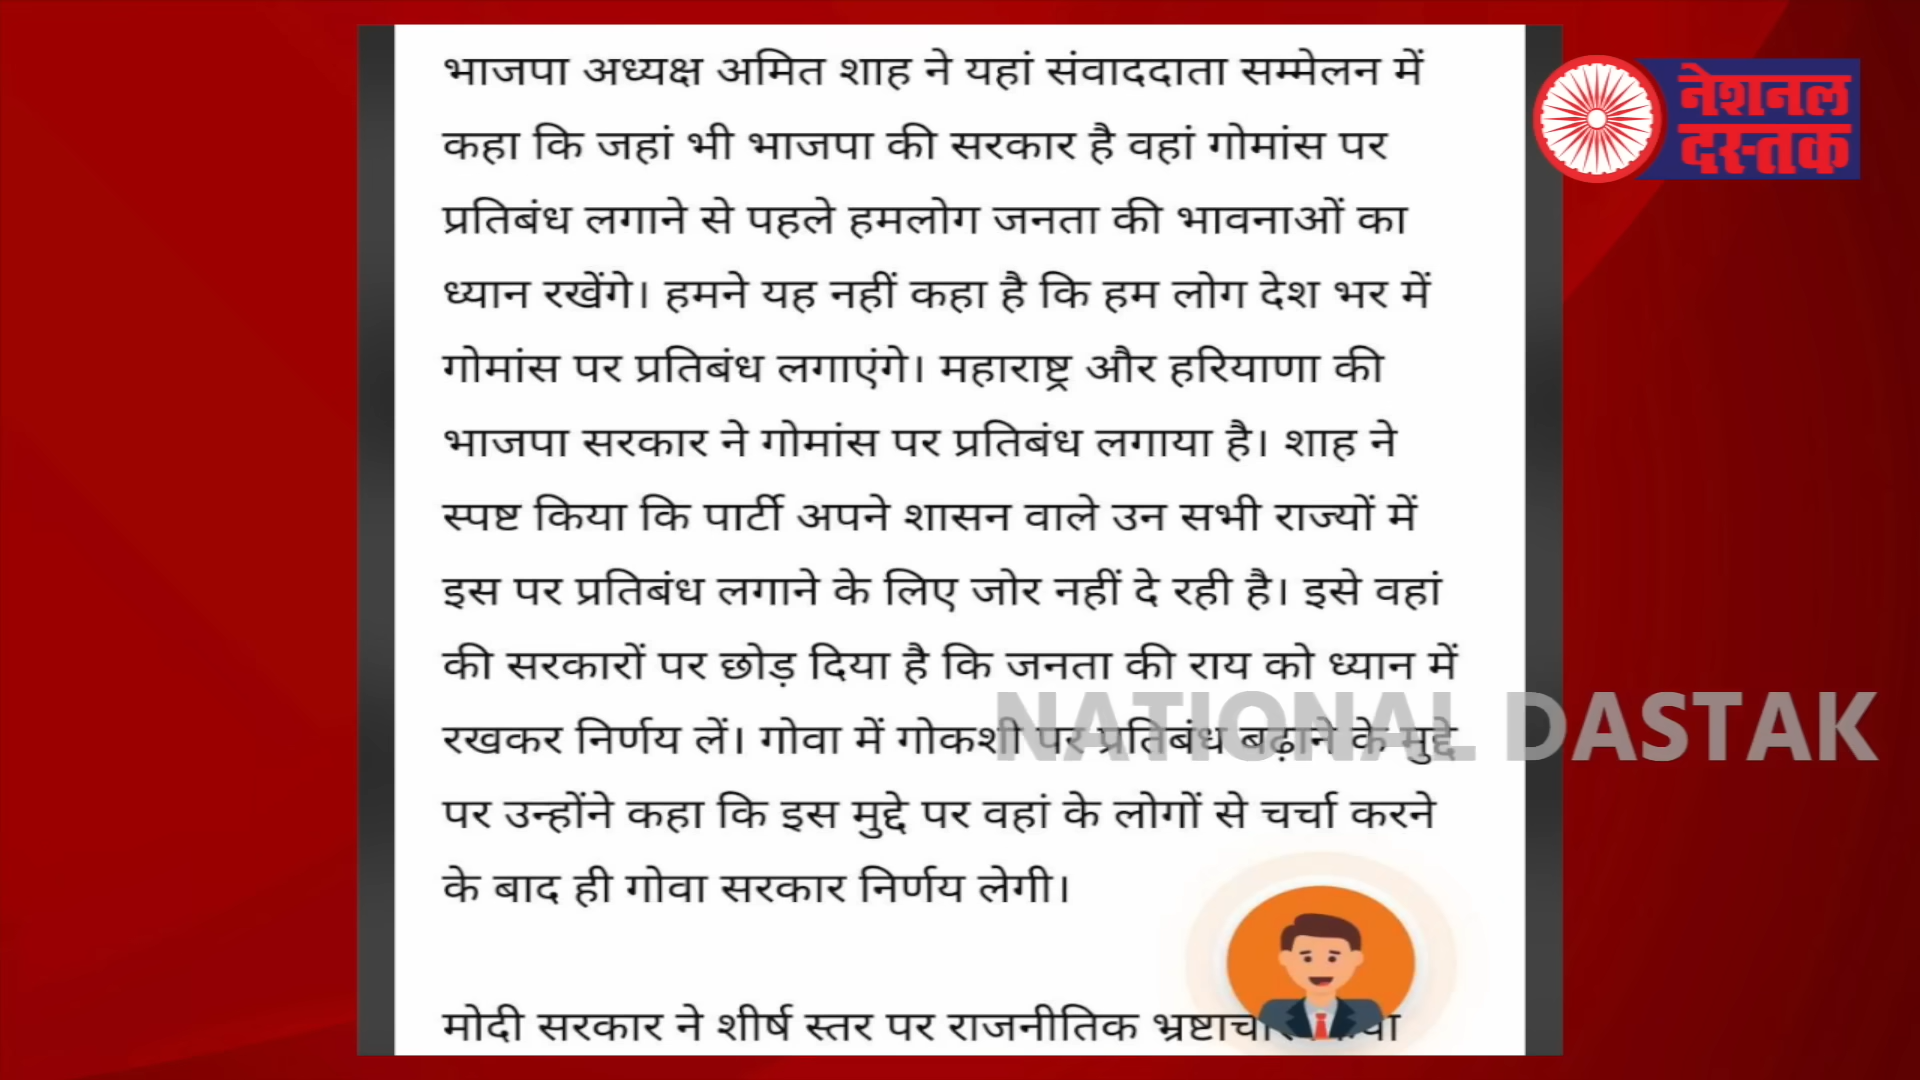 भाजपा अध्यक्ष अमित शाह ने यहां संवाददाता सम्मेलन में
कहा कि जहां भी भाजपा की सरकार है वहां गोमांस पर
प्रतिबंध लगाने से पहले हमलोग जनता की भावनाओं का
ध्यान रखेंगे। हमने यह नहीं कहा है कि हम लोग देश भर में
गोमांस पर प्रतिबंध लगाएंगे। महाराष्ट्र और हरियाणा की
भाजपा सरकार ने गोमांस पर प्रतिबंध लगाया है। शाह ने
स्पष्ट किया कि पार्टी अपने शासन वाले उन सभी राज्यों में
इस पर प्रतिबंध लगाने के लिए जोर नहीं दे रही है। इसे वहां
की सरकारों पर छोड़ दिया है कि जनता की राय को ध्यान में
रखकर निर्णय लें। गोवा में गोकशी पर प्रतिबंध बढ़ाने के मुद्दे
पर उन्होंने कहा कि इस मुद्दे पर वहां के लोगों से चर्चा करने
के बाद ही गोवा सरकार निर्णय लेगी।
मोदी सरकार ने शीर्ष स्तर पर राजनीतिक
नेशनल
दस्तक
NATIONAL DASTAK